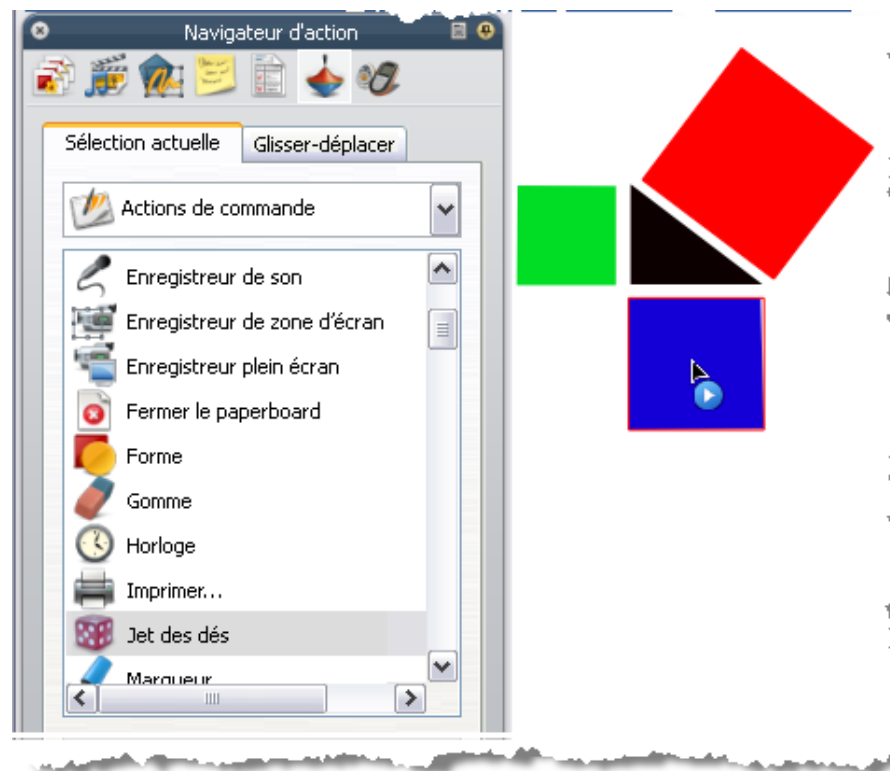 Navigateur d'action
Sélection actuelle
Glisser-déplacer
Actions de commande
Enregistreur de son
Enregistreur de zone d’écran
Enregistreur plein écran
Fermer le paperboard
Forme
Gomme
Horloge
Imprimer...
Jet des dés
Marqueur